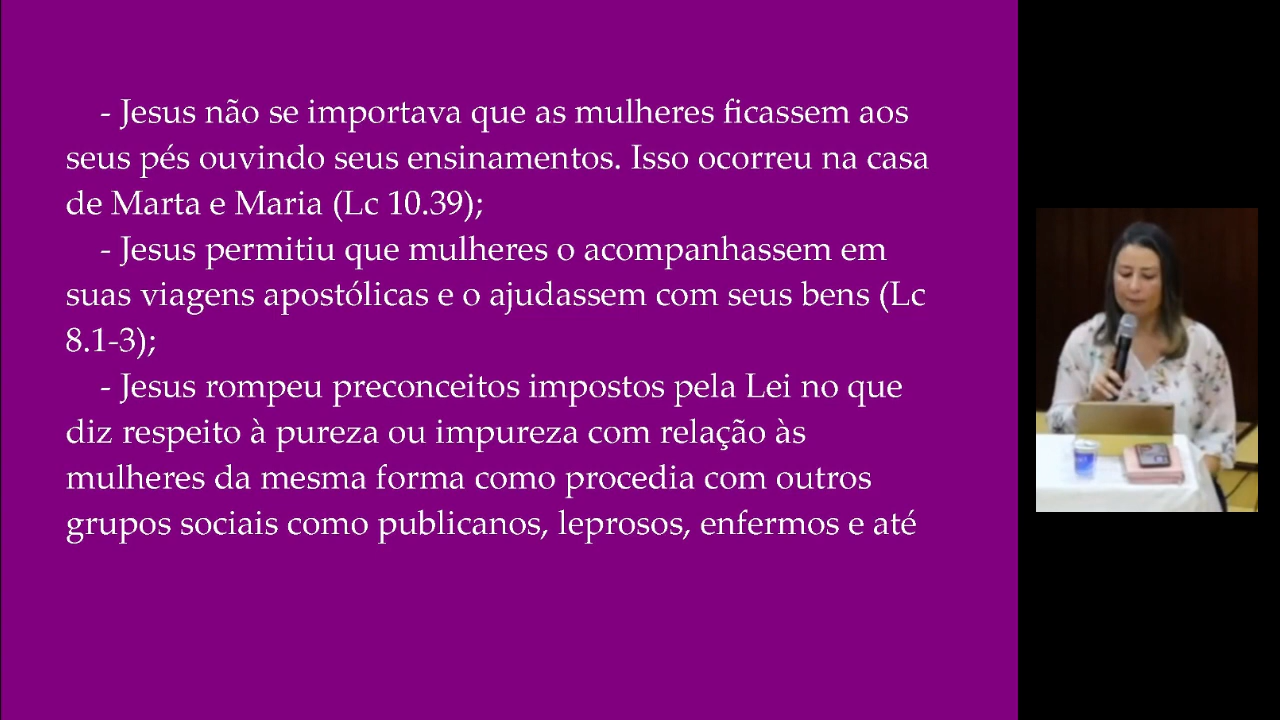 - Jesus não se importava que as mulheres ficassem aos
seus pés ouvindo seus ensinamentos. Isso ocorreu na casa
de Marta e Maria (Lc 10.39);
- Jesus permitiu que mulheres o acompanhassem em
suas viagens apostólicas e o ajudassem com seus bens (Lc
8.1-3);
- Jesus rompeu preconceitos impostos pela Lei no que
diz respeito à pureza ou impureza com relação às
mulheres da mesma forma como procedia com outros
grupos sociais como publicanos, leprosos, enfermos e até